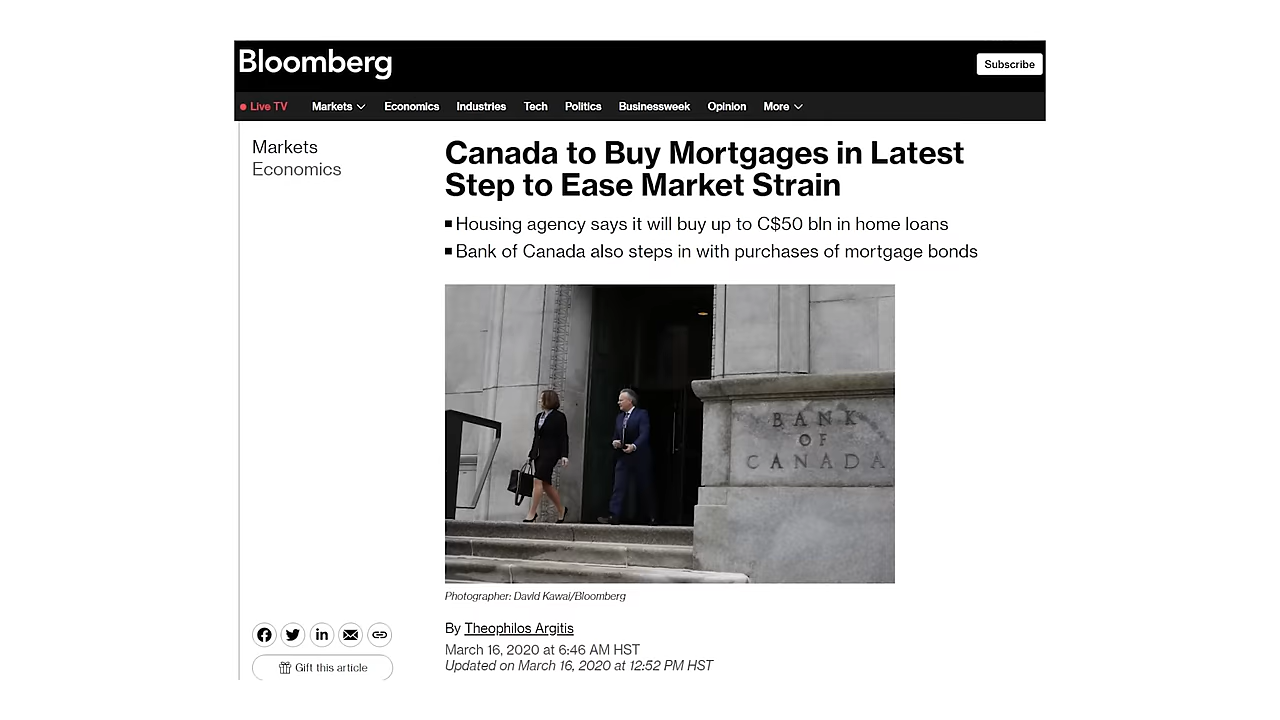 Bloomberg
Subscribe
Live TV
Markets
Economics
Industries
Tech
Politics
Businessweek
Opinion
More
Markets
Economics
Canada to Buy Mortgages in Latest
Step to Ease Market Strain
Housing agency says it will buy up to C$50 bln in home loans
Bank of Canada also steps in with purchases of mortgage bonds
BANK
OF
CANADA
Photographer: David Kawai/Bloomberg
By Theophilos Argitis
March 16, 2020 at 6:46 AM HST
Updated on March 16, 2020 at 12:52 PM HST
Gift this article